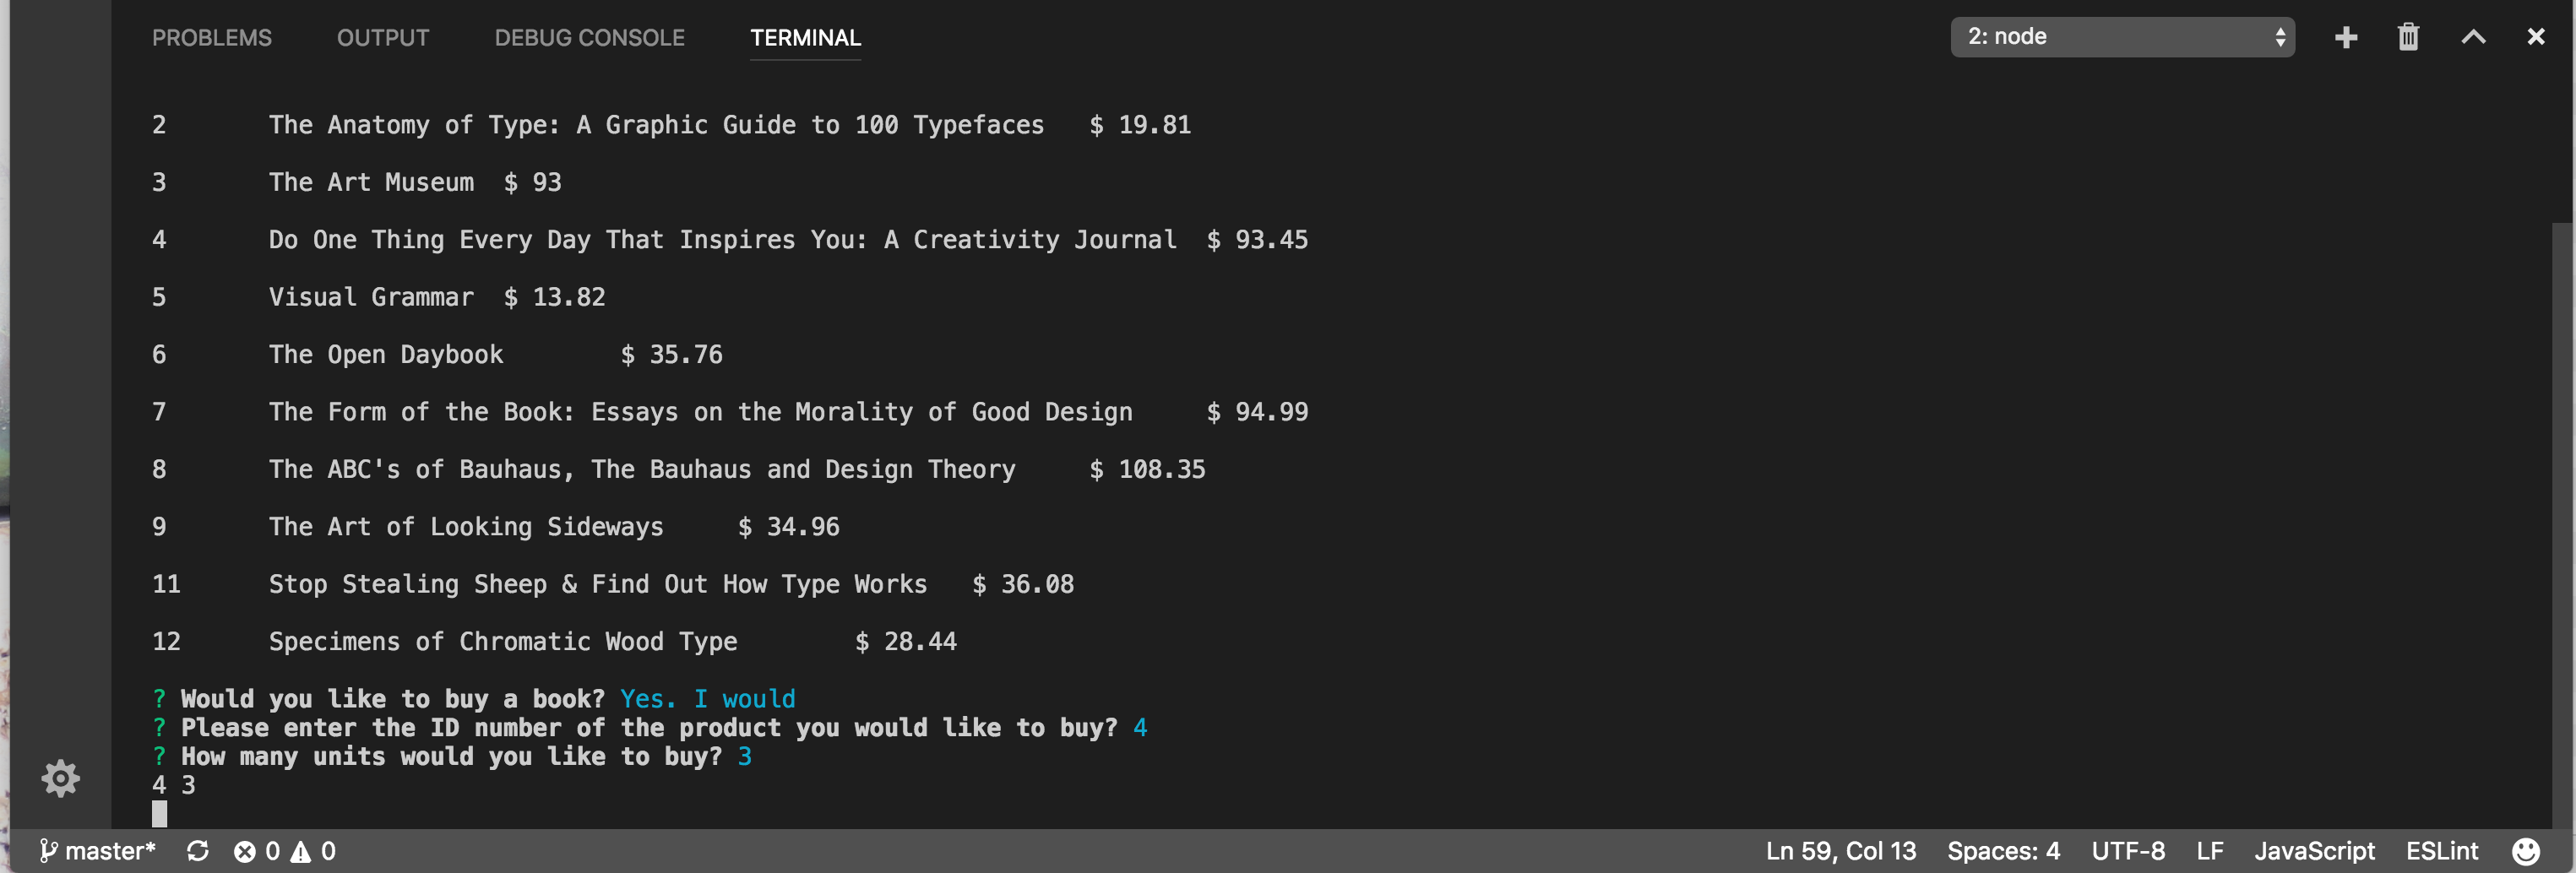 PROBLEMS OUTPUT DEBUG CONSOLE TERMINAL 2: node
2 The Anatomy of Type: A Graphic Guide to 100 Typefaces $ 19.81
3 The Art Museum $ 93
4 Do One Thing Every Day That Inspires You: A Creativity Journal $ 93.45
5 Visual Grammar $ 13.82
6 The Open Daybook $ 35.76
7 The Form of the Book: Essays on the Morality of Good Design $ 94.99
8 The ABC's of Bauhaus, The Bauhaus and Design Theory $ 108.35
9 The Art of Looking Sideways $ 34.96
11 Stop Stealing Sheep & Find Out How Type Works $ 36.08
12 Specimens of Chromatic Wood Type $ 28.44
? Would you like to buy a book? Yes. I would
? Please enter the ID number of the product you would like to buy? 4
? How many units would you like to buy? 3
4 3
master* 0 0 Ln 59, Col 13 Spaces: 4 UTF-8 LF JavaScript ESLint